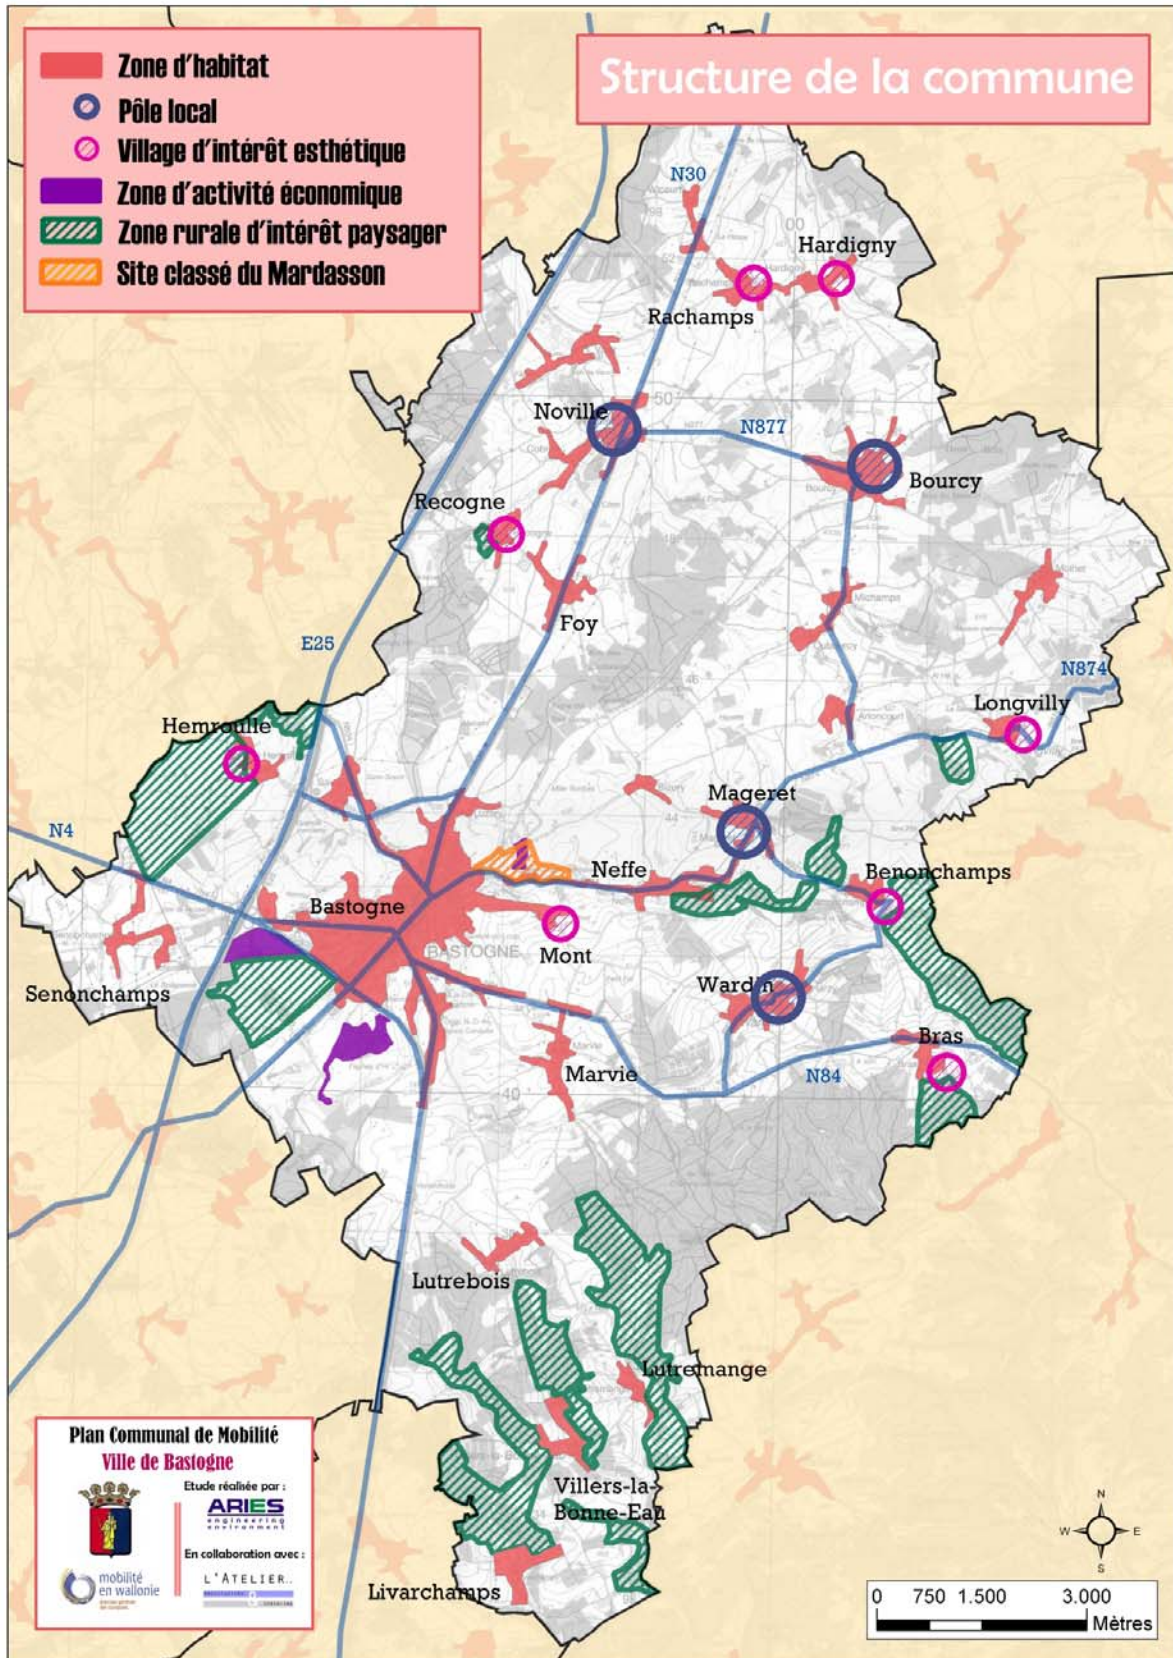 Structure de la commune
Zone d'habitat
Pôle local
Village d'intérêt esthétique
Zone d'activité économique
Zone rurale d'intérêt paysager
Site classé du Mardasson
N30
Hardigny
Rachamps
Noville
N877
Bourcy
Recogne
Foy
E25
N874
Longvilly
Hemroulle
Mageret
N4
Neffe
Benonchamps
Bastogne
BASTOGNE
Mont
Senonchamps
Wardin
Bras
Marvie
N84
Lutrebois
Lutremange
Villers-la-
Bonne-Eau
Livarchamps
Plan Communal de Mobilité
Ville de Bastogne
Etude réalisée par :
ARIES
engineering
environment
En collaboration avec :
L'ATELIER
mobilité
en wallonie
N
W E
S
0 750 1.500 3.000
Mètres